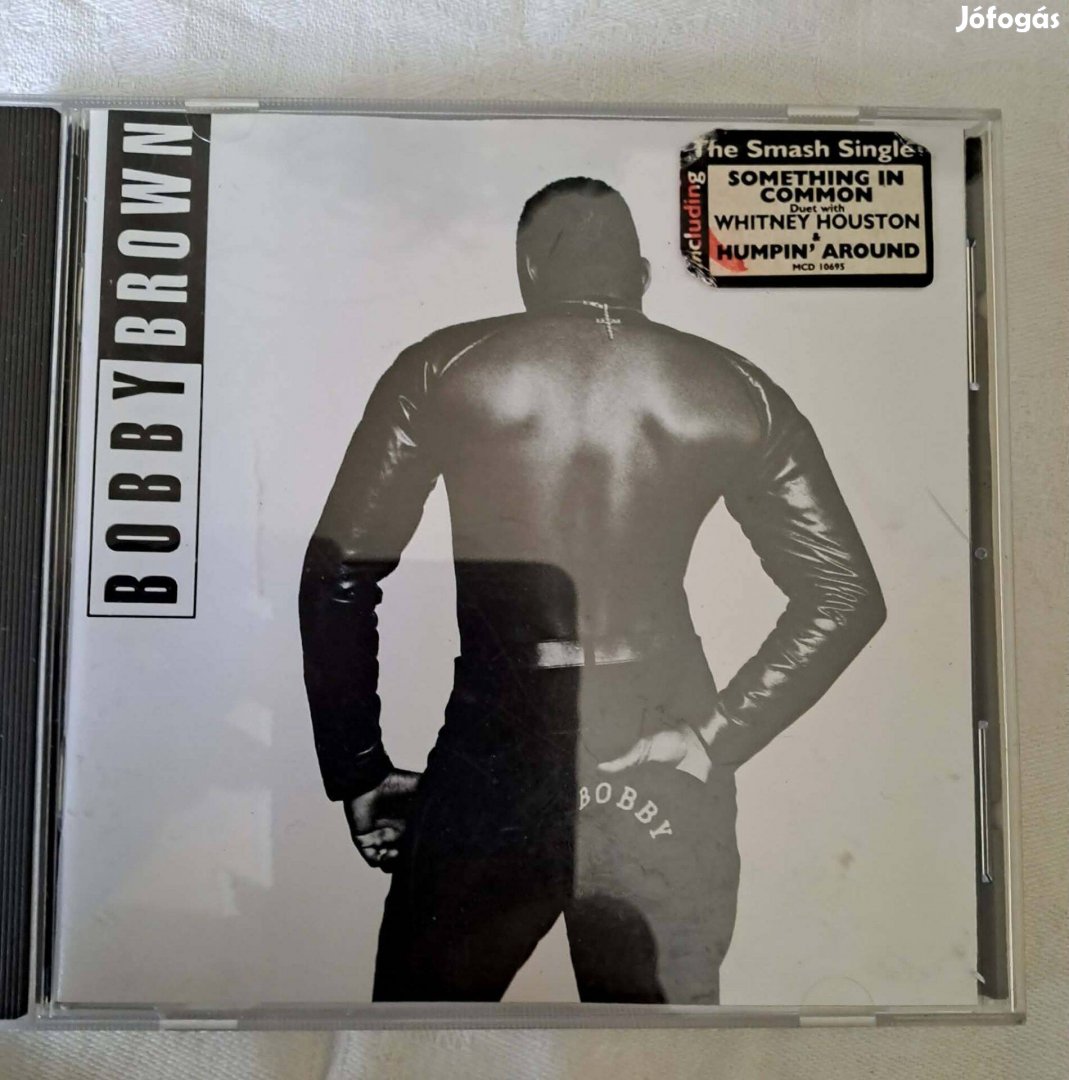 Jófogás
BOBBY BROWN
The Smash Single
including
SOMETHING IN
COMMON
Duet with
WHITNEY HOUSTON
&
HUMPIN' AROUND
MCD 10695
BOBBY